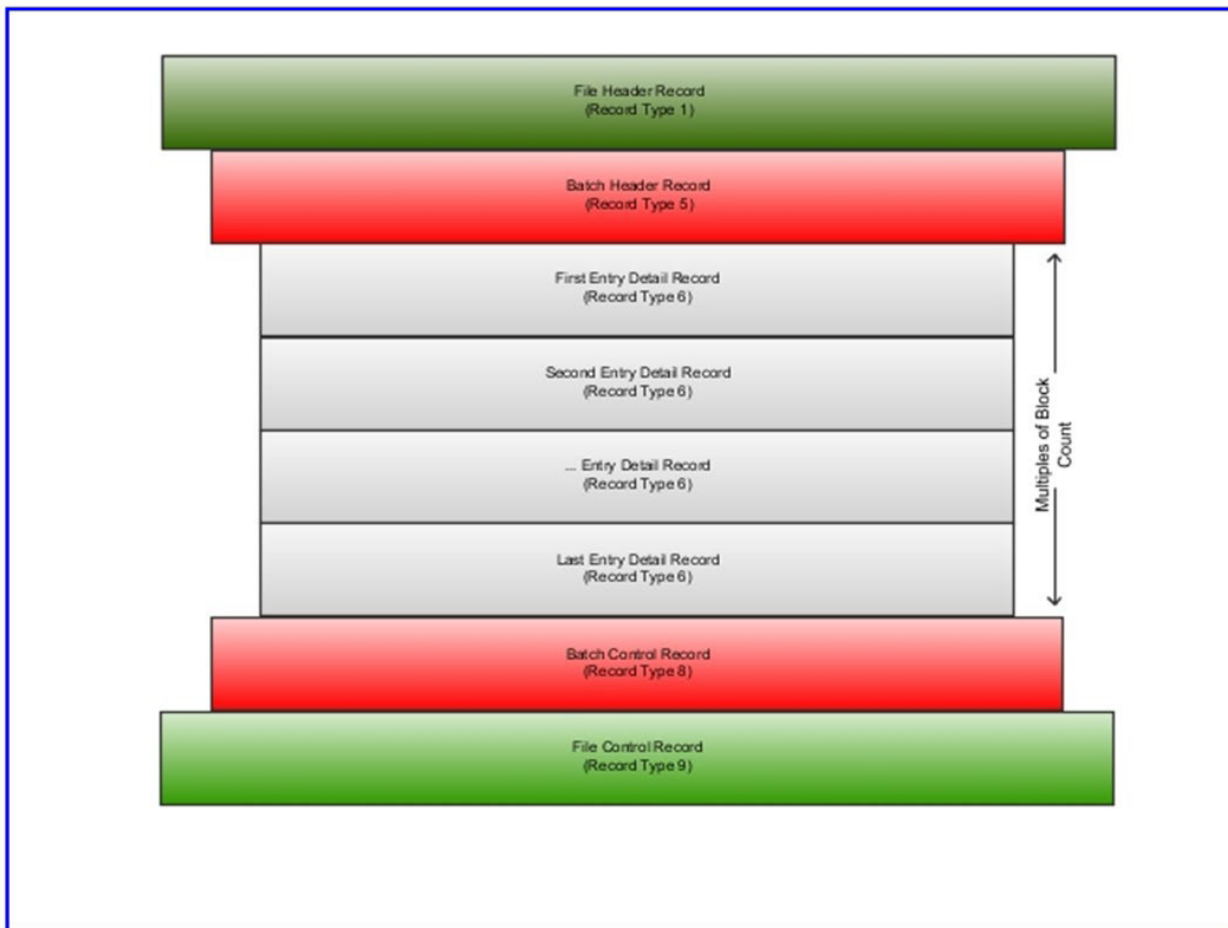 File Header Record
(Record Type 1)
Batch Header Record
(Record Type 5)
First Entry Detail Record
(Record Type 6)
Second Entry Detail Record
(Record Type 6)
... Entry Detail Record
(Record Type 6)
Last Entry Detail Record
(Record Type 6)
Multiples of Block
Count
Batch Control Record
(Record Type 8)
File Control Record
(Record Type 9)